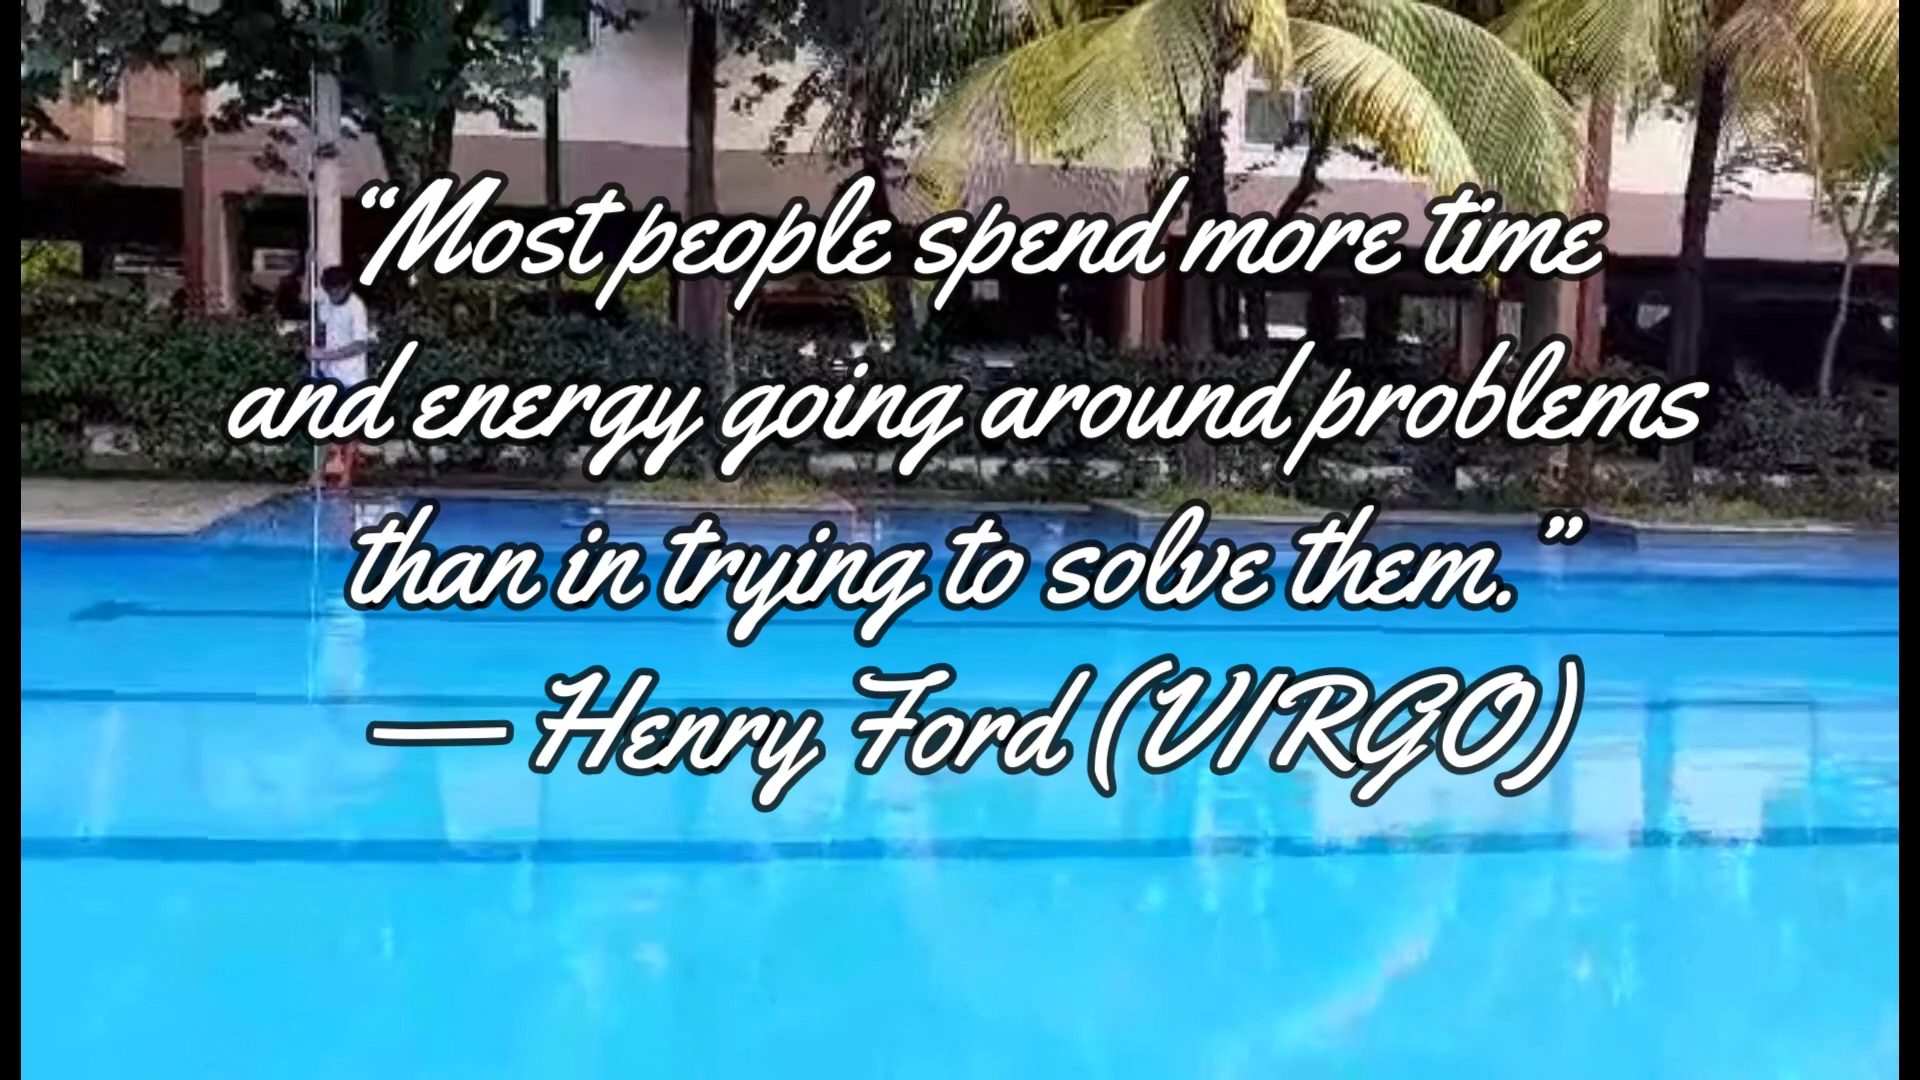 “Most people spend more time
and energy going around problems
than in trying to solve them.”
— Henry Ford (VIRGO)